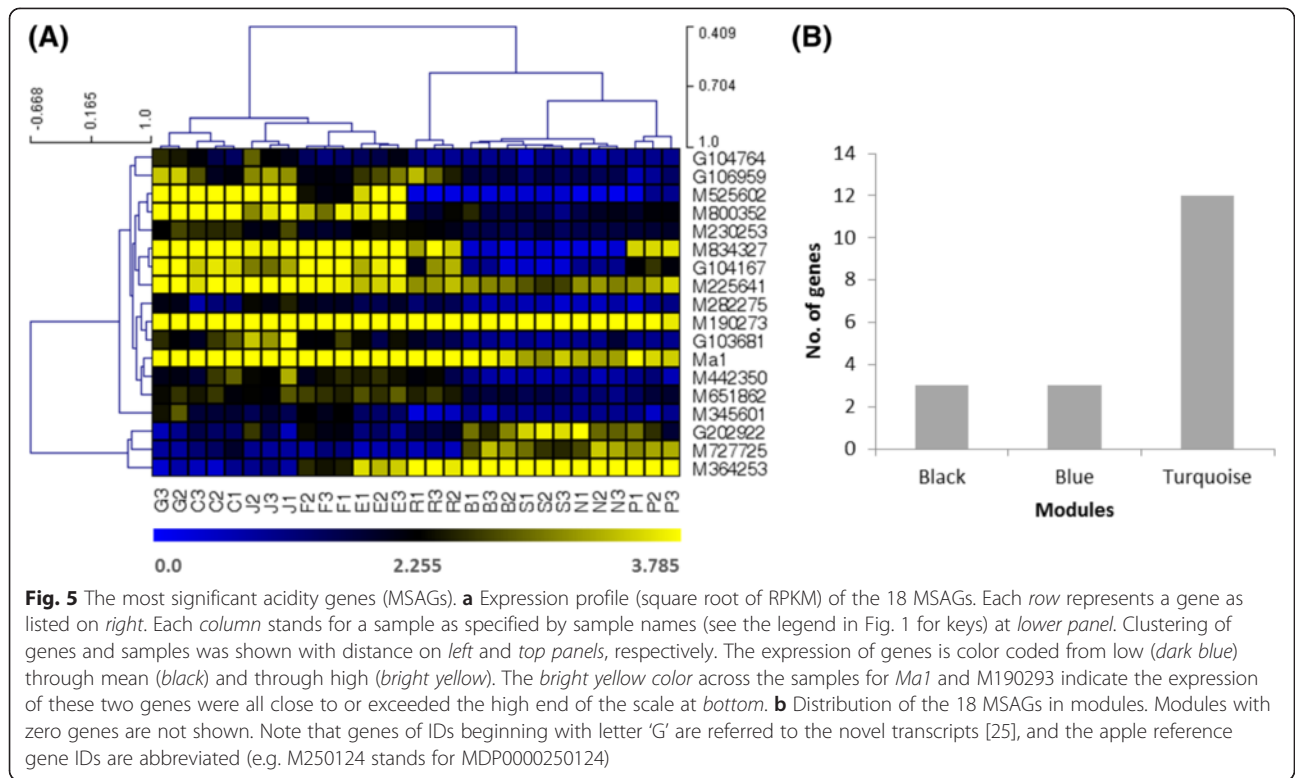 (A)
0.409
0.704
1.0
-0.668
0.165
1.0
G104764
G106959
M525602
M800352
M230253
M834327
G104167
M225641
M282275
M190273
G103681
Ma1
M442350
M651862
M345601
G202922
M727725
M364253
G3 G2 C3 C2 C1 J2 J3 J1 F2 F3 F1 E1 E2 E3 R1 R3 R2 B1 B3 B2 S1 S2 S3 N1 N2 N3 P1 P2 P3
0.0 2.255 3.785
(B)
No. of genes
14
12
10
8
6
4
2
0
Black Blue Turquoise
Modules
Fig. 5 The most significant acidity genes (MSAGs). a Expression profile (square root of RPKM) of the 18 MSAGs. Each row represents a gene as
listed on right. Each column stands for a sample as specified by sample names (see the legend in Fig. 1 for keys) at lower panel. Clustering of
genes and samples was shown with distance on left and top panels, respectively. The expression of genes is color coded from low (dark blue)
through mean (black) and through high (bright yellow). The bright yellow color across the samples for Ma1 and M190293 indicate the expression
of these two genes were all close to or exceeded the high end of the scale at bottom. b Distribution of the 18 MSAGs in modules. Modules with
zero genes are not shown. Note that genes of IDs beginning with letter 'G' are referred to the novel transcripts [25], and the apple reference
gene IDs are abbreviated (e.g. M250124 stands for MDP0000250124)